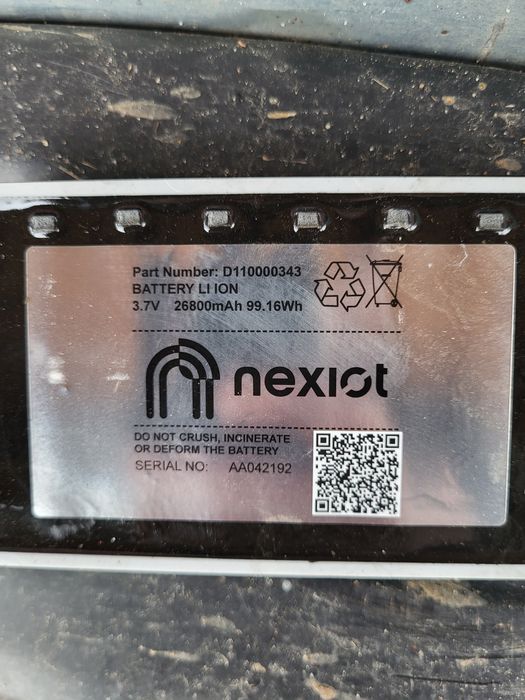 Part Number: D110000343
BATTERY LI ION
3.7V 26800mAh 99.16Wh
nexiot
DO NOT CRUSH, INCINERATE
OR DEFORM THE BATTERY
SERIAL NO: AA042192